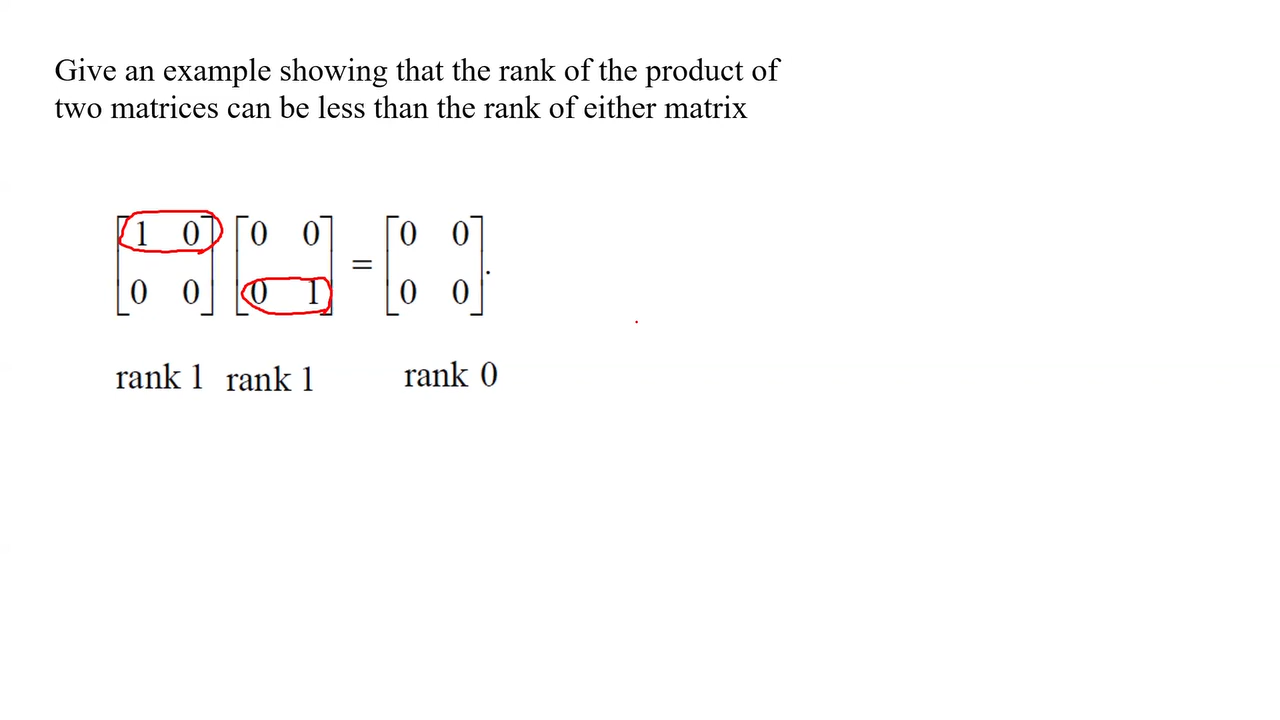 Give an example showing that the rank of the product of
two matrices can be less than the rank of either matrix
1 0 0 0 0 0
=
0 0 0 1 0 0 .
rank 1 rank 1 rank 0